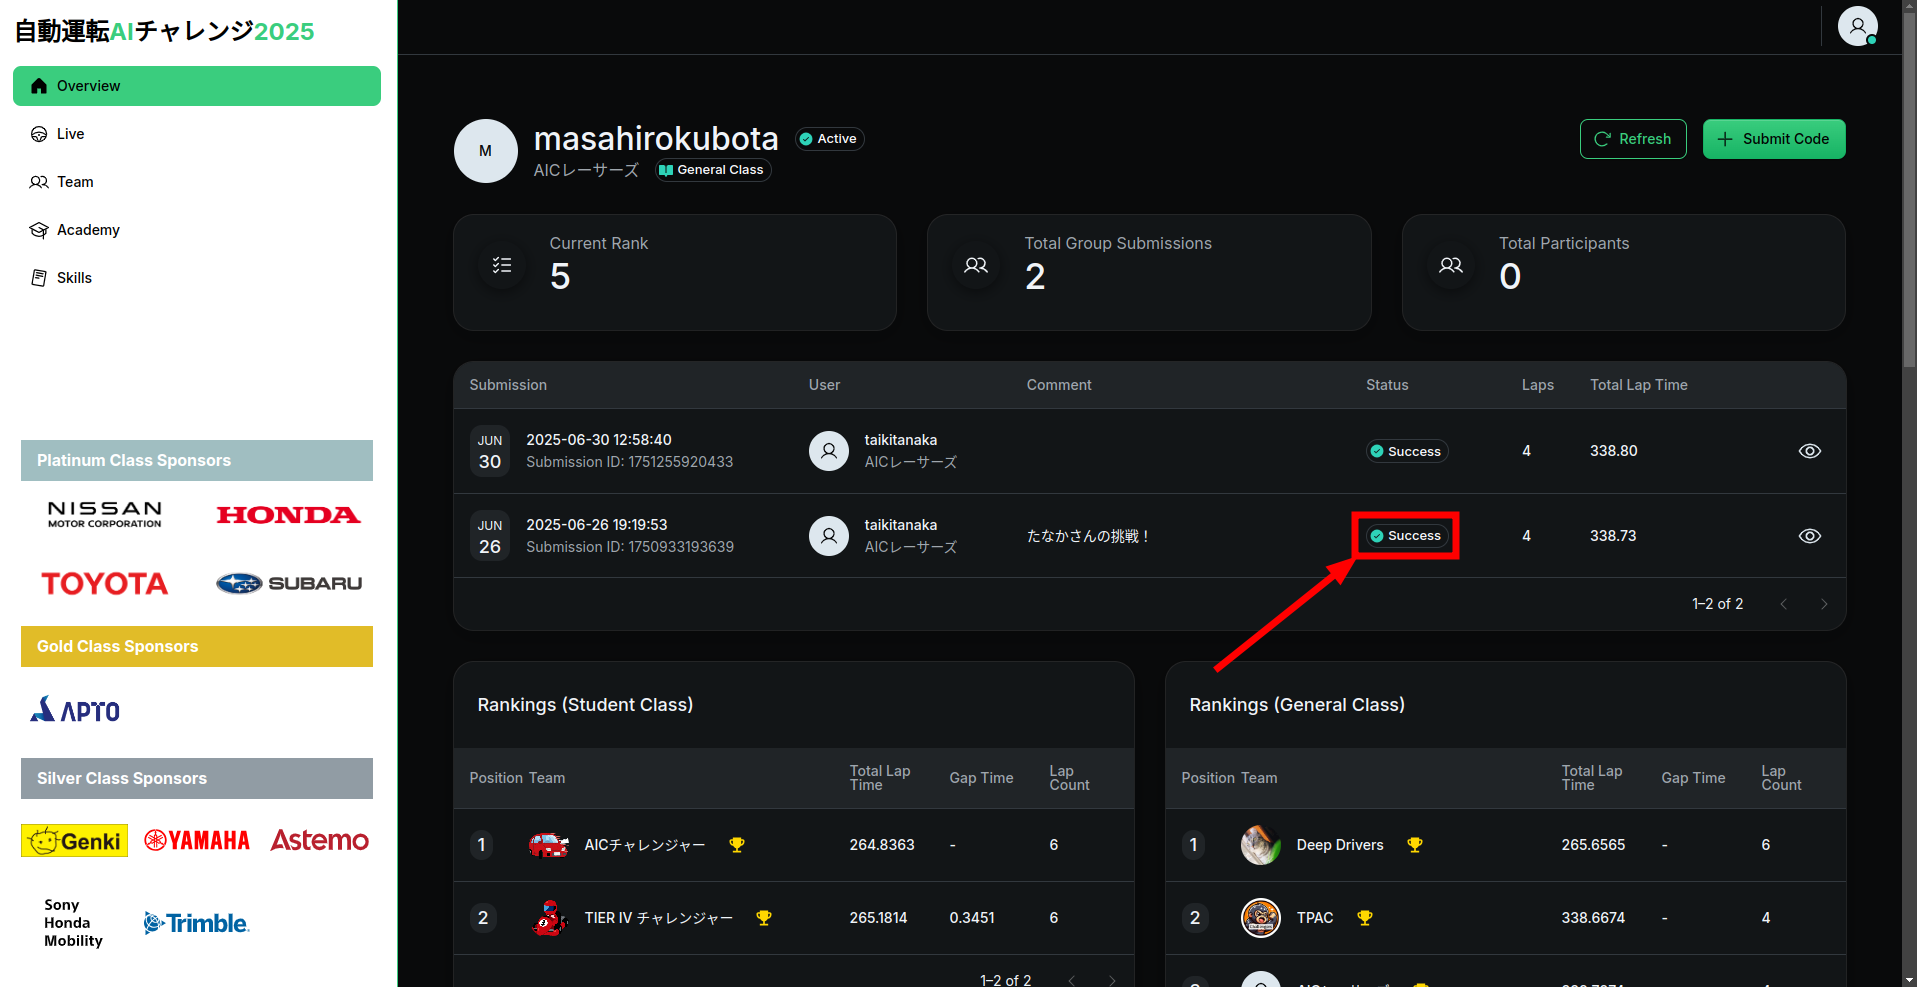 自動運転AIチャレンジ2025
Overview
Live
Team
Academy
Skills
Platinum Class Sponsors
NISSAN
MOTOR CORPORATION
HONDA
TOYOTA
SUBARU
Gold Class Sponsors
APTO
Silver Class Sponsors
Genki
YAMAHA
Astemo
Sony
Honda
Mobility
Trimble
M
masahirokubota
Active
AICレーサーズ
General Class
Refresh
Submit Code
Current Rank
5
Total Group Submissions
2
Total Participants
0
Submission User Comment Status Laps Total Lap Time
JUN
30
2025-06-30 12:58:40
Submission ID: 1751255920433
taikitanaka
AICレーサーズ
Success
4
338.80
JUN
26
2025-06-26 19:19:53
Submission ID: 1750933193639
taikitanaka
AICレーサーズ
たなかさんの挑戦！
Success
4
338.73
1–2 of 2
Rankings (Student Class)
Position Team Total Lap Time Gap Time Lap Count
1 AICチャレンジャー 264.8363 - 6
2 TIER IV チャレンジャー 265.1814 0.3451 6
1–2 of 2
Rankings (General Class)
Position Team Total Lap Time Gap Time Lap Count
1 Deep Drivers 265.6565 - 6
2 TPAC 338.6674 - 4